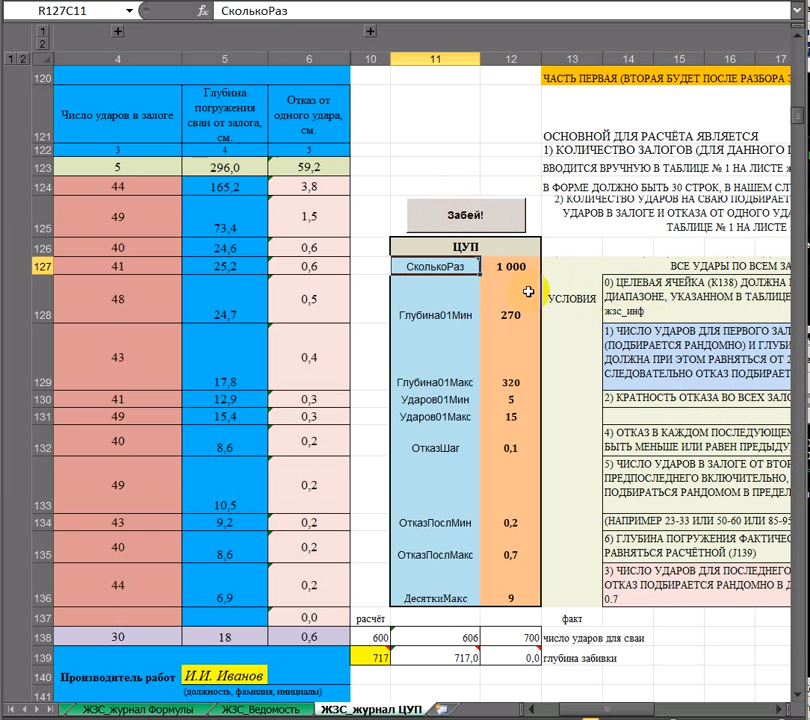 R127C11 fx СколькоРаз
1
2
1 2 4 5 6 10 11 12 13 14 15 16 17
120 ЧАСТЬ ПЕРВАЯ (ВТОРАЯ БУДЕТ ПОСЛЕ РАЗБОРА
121 Число ударов в залоге Глубина погружения сваи от залога, см. Отказ от одного удара, см. ОСНОВНОЙ ДЛЯ РАСЧЁТА ЯВЛЯЕТСЯ
122 3 4 5 1) КОЛИЧЕСТВО ЗАЛОГОВ (ДЛЯ ДАННОГО
123 5 296,0 59,2 ВВОДИТСЯ ВРУЧНУЮ В ТАБЛИЦЕ № 1 НА ЛИСТЕ
124 44 165,2 3,8 В ФОРМЕ ДОЛЖНО БЫТЬ 30 СТРОК, В НАШЕМ
125 49 73,4 1,5 Забей! 2) КОЛИЧЕСТВО УДАРОВ НА СВАЮ ПОДБИРАЕТ
УДАРОВ В ЗАЛОГЕ И ОТКАЗА ОТ ОДНОГО
ТАБЛИЦЕ № 1 НА ЛИСТЕ
126 40 24,6 0,6 ЦУП
127 41 25,2 0,6 СколькоРаз 1 000 ВСЕ УДАРЫ ПО ВСЕМ
128 48 24,7 0,5 Глубина01Мин 270 УСЛОВИЯ 0) ЦЕЛЕВАЯ ЯЧЕЙКА (K138) ДОЛЖНА
ДИАПАЗОНЕ, УКАЗАННОМ В ТАБЛИЦЕ
жзс_инф
129 43 17,8 0,4 Глубина01Макс 320 1) ЧИСЛО УДАРОВ ДЛЯ ПЕРВОГО
(ПОДБИРАЕТСЯ РАНДОМНО) И
ДОЛЖНА ПРИ ЭТОМ РАВНЯТЬСЯ ОТ
СЛЕДОВАТЕЛЬНО ОТКАЗ ПОДБИРАЕТ
130 41 12,9 0,3 Ударов01Мин 5 2) КРАТНОСТЬ ОТКАЗА ВО ВСЕХ
131 49 15,4 0,3 Ударов01Макс 15
132 40 8,6 0,2 ОтказШаг 0,1 4) ОТКАЗ В КАЖДОМ ПОСЛЕДУЮЩЕМ
БЫТЬ МЕНЬШЕ ИЛИ РАВЕН
133 49 10,5 0,2 5) ЧИСЛО УДАРОВ В ЗАЛОГЕ ОТ
ПРЕДПОСЛЕДНЕГО ВКЛЮЧИТЕЛЬНО,
ПОДБИРАТЬСЯ РАНДОМОМ В
134 43 9,2 0,2 ОтказПослМин 0,2 (НАПРИМЕР 23-33 ИЛИ 50-60 ИЛИ
135 40 8,6 0,2 ОтказПослМакс 0,7 6) ГЛУБИНА ПОГРУЖЕНИЯ
РАВНЯТЬСЯ РАСЧЁТНОЙ (J139)
136 44 6,9 0,2 ДесяткиМакс 9 3) ЧИСЛО УДАРОВ ДЛЯ ПОСЛЕДНЕГО
ОТКАЗ ПОДБИРАЕТСЯ РАНДОМНО В
0.7
137 0,0 расчёт факт
138 30 18 0,6 600 606 700 число ударов для сваи
139 717 717,0 0,0 глубина забивки
140 Производитель работ И.И. Иванов
141 (должность, фамилия, инициалы)
ЖЗС_журнал Формулы ЖЗС_Ведомость ЖЗС_журнал ЦУП